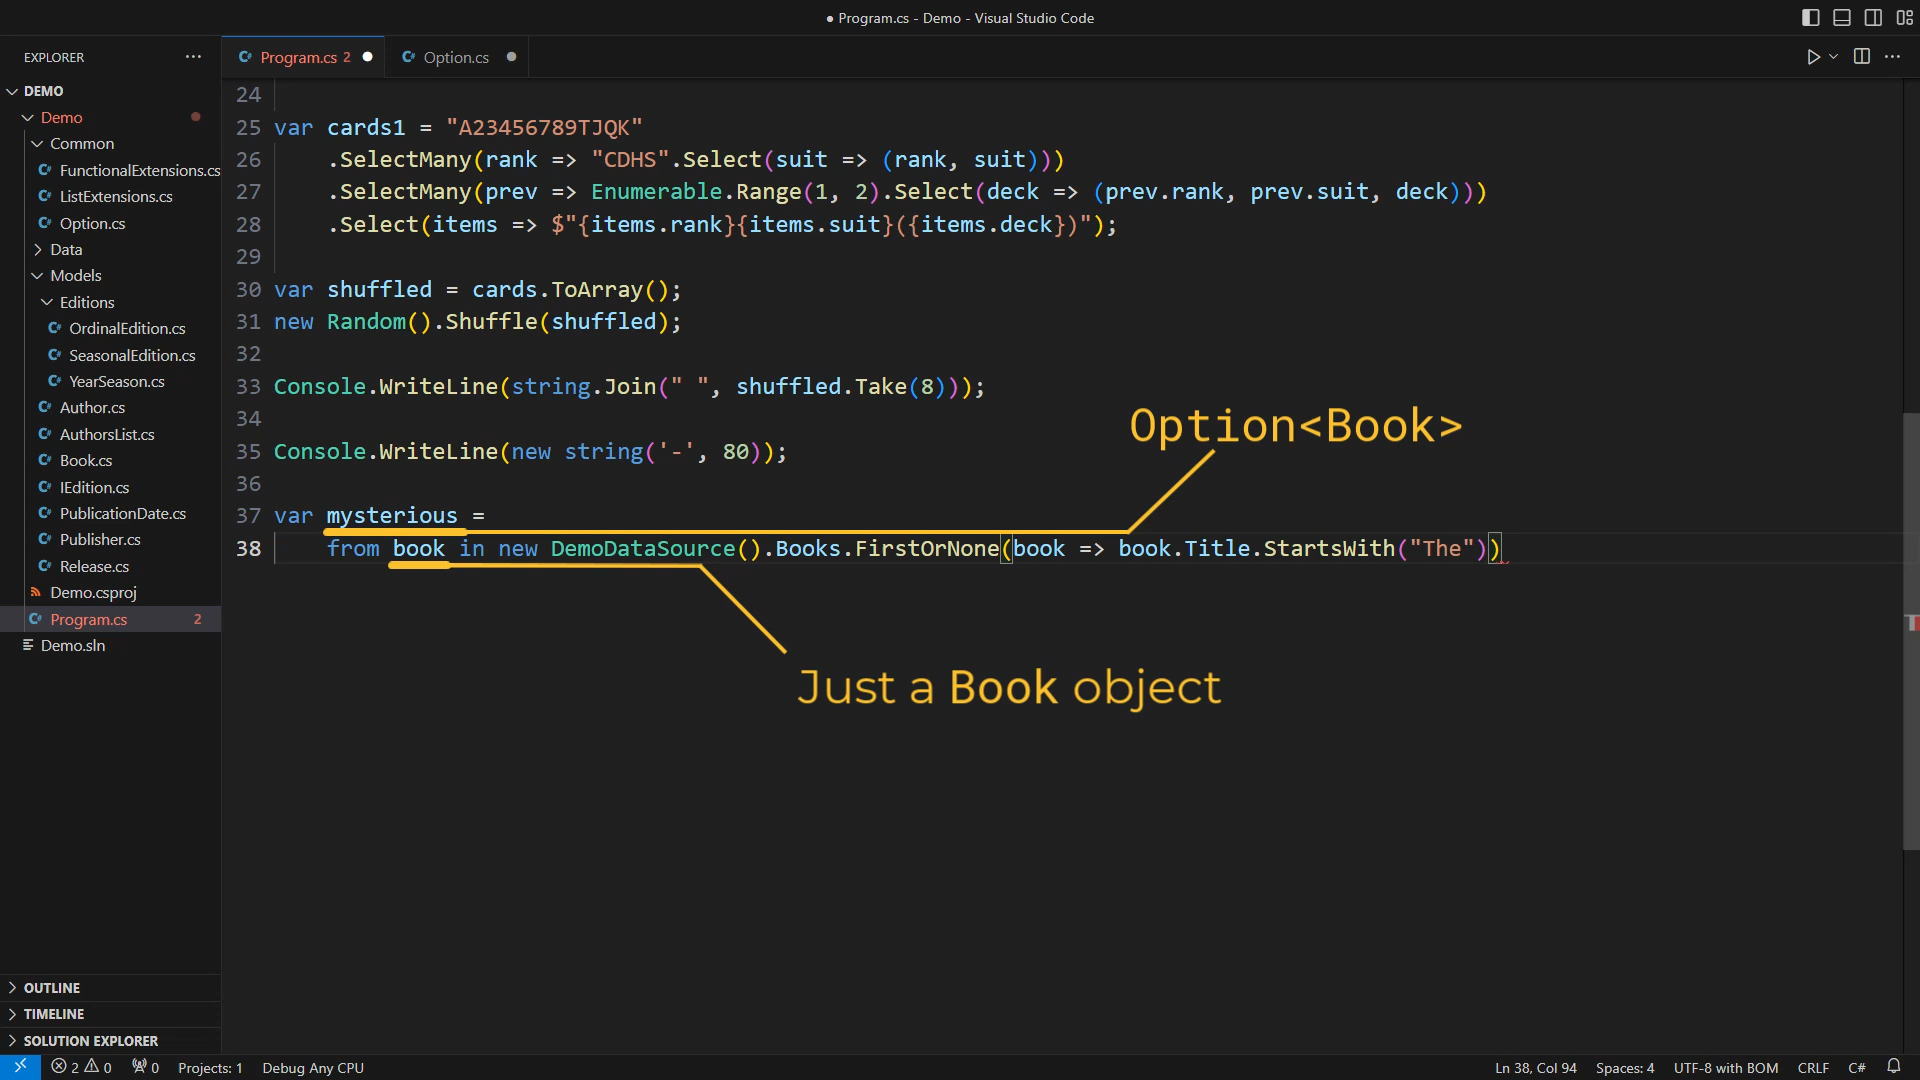 ● Program.cs - Demo - Visual Studio Code
EXPLORER
DEMO
Demo
Common
FunctionalExtensions.cs
ListExtensions.cs
Option.cs
Data
Models
Editions
OrdinalEdition.cs
SeasonalEdition.cs
YearSeason.cs
Author.cs
AuthorsList.cs
Book.cs
IEdition.cs
PublicationDate.cs
Publisher.cs
Release.cs
Demo.csproj
Program.cs 2
Demo.sln
OUTLINE
TIMELINE
SOLUTION EXPLORER
Program.cs 2 ●
Option.cs ●
24
25 var cards1 = "A23456789TJQK"
26 .SelectMany(rank => "CDHS".Select(suit => (rank, suit)))
27 .SelectMany(prev => Enumerable.Range(1, 2).Select(deck => (prev.rank, prev.suit, deck)))
28 .Select(items => $"{items.rank}{items.suit}({items.deck})");
29
30 var shuffled = cards.ToArray();
31 new Random().Shuffle(shuffled);
32
33 Console.WriteLine(string.Join(" ", shuffled.Take(8)));
34
Option<Book>
35 Console.WriteLine(new string('-', 80));
36
37 var mysterious =
38 from book in new DemoDataSource().Books.FirstOrNone(book => book.Title.StartsWith("The"))
Just a Book object
2 0 0 Projects: 1 Debug Any CPU
Ln 38, Col 94 Spaces: 4 UTF-8 with BOM CRLF C#